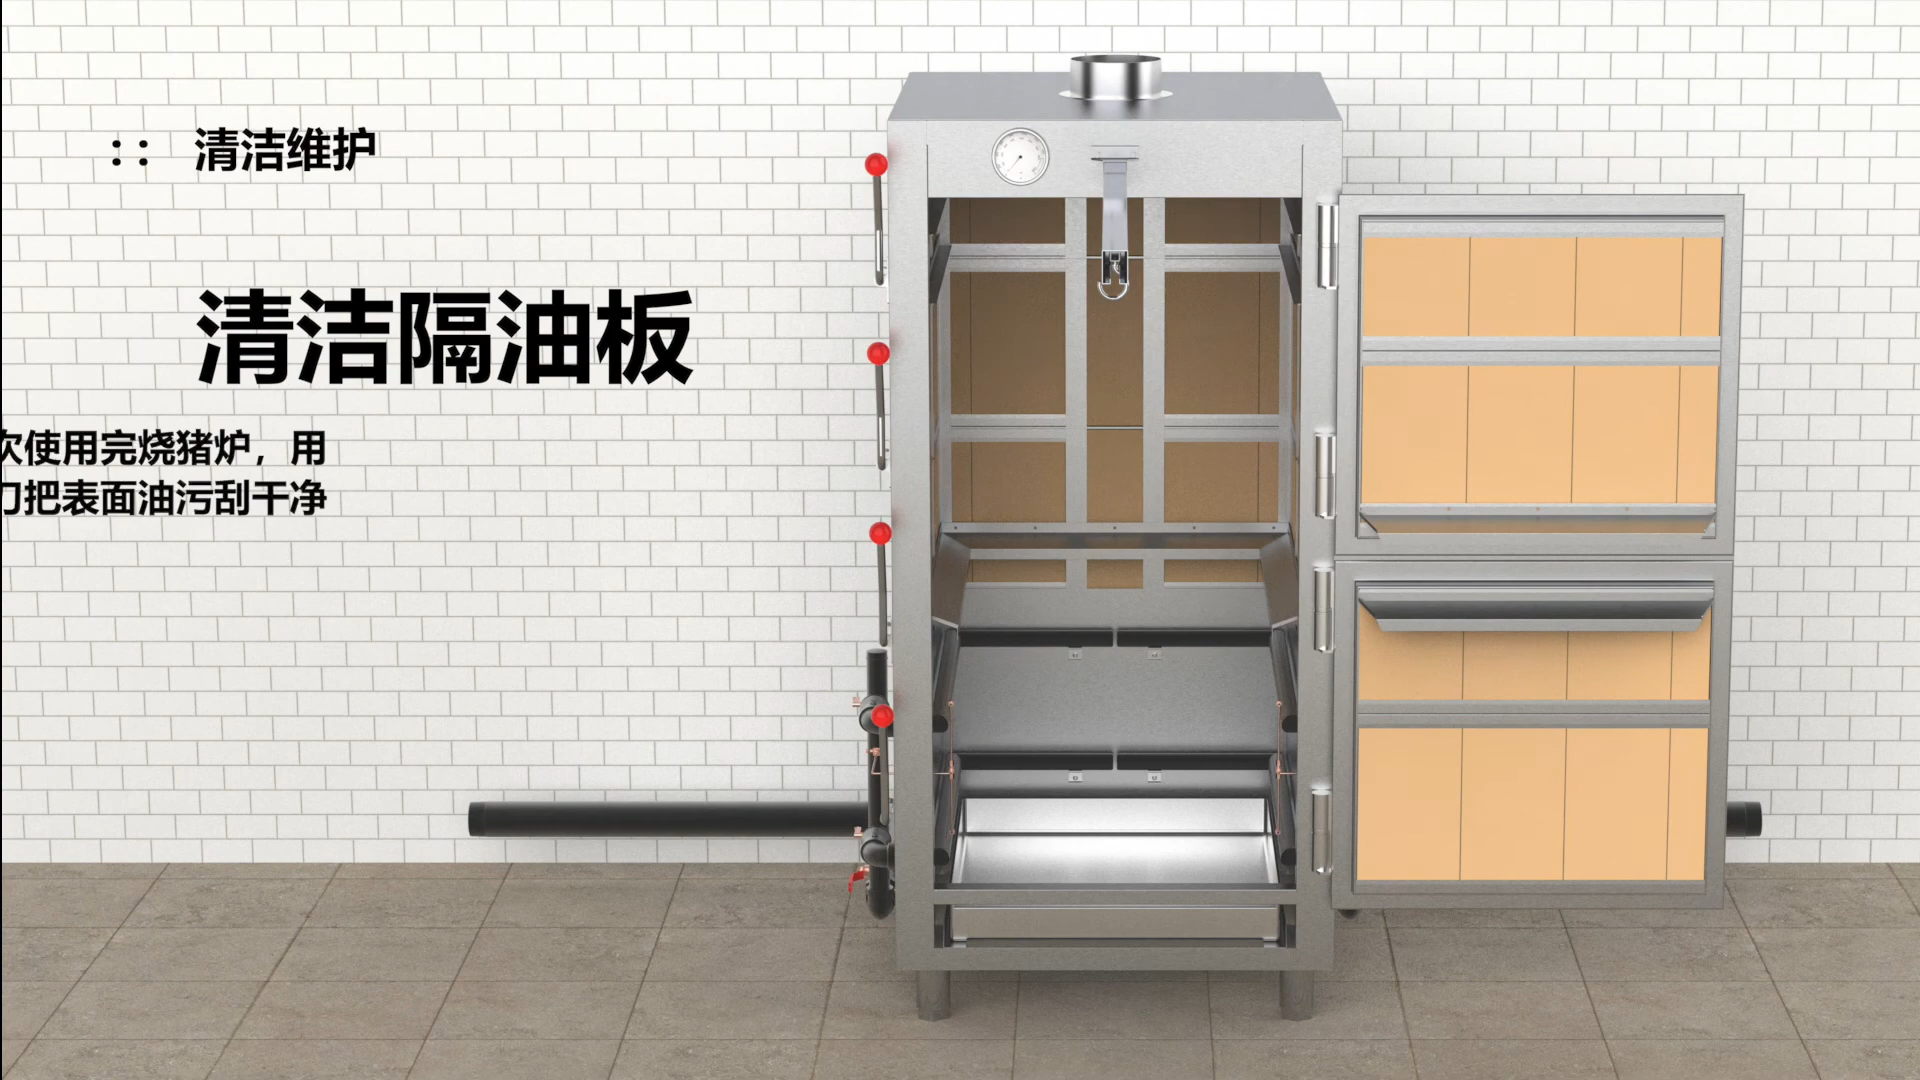 :: 清洁维护
清洁隔油板
次使用完烧猪炉，用
刀把表面油污刮干净